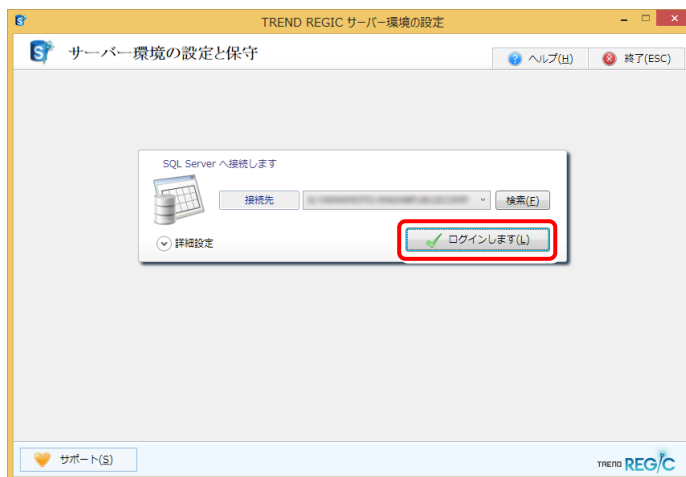 TREND REGIC サーバー環境の設定
サーバー環境の設定と保守
ヘルプ(H)
終了(ESC)
SQL Server へ接続します
接続先
検索(F)
詳細設定
ログインします(L)
サポート(S)
TREND REGIC